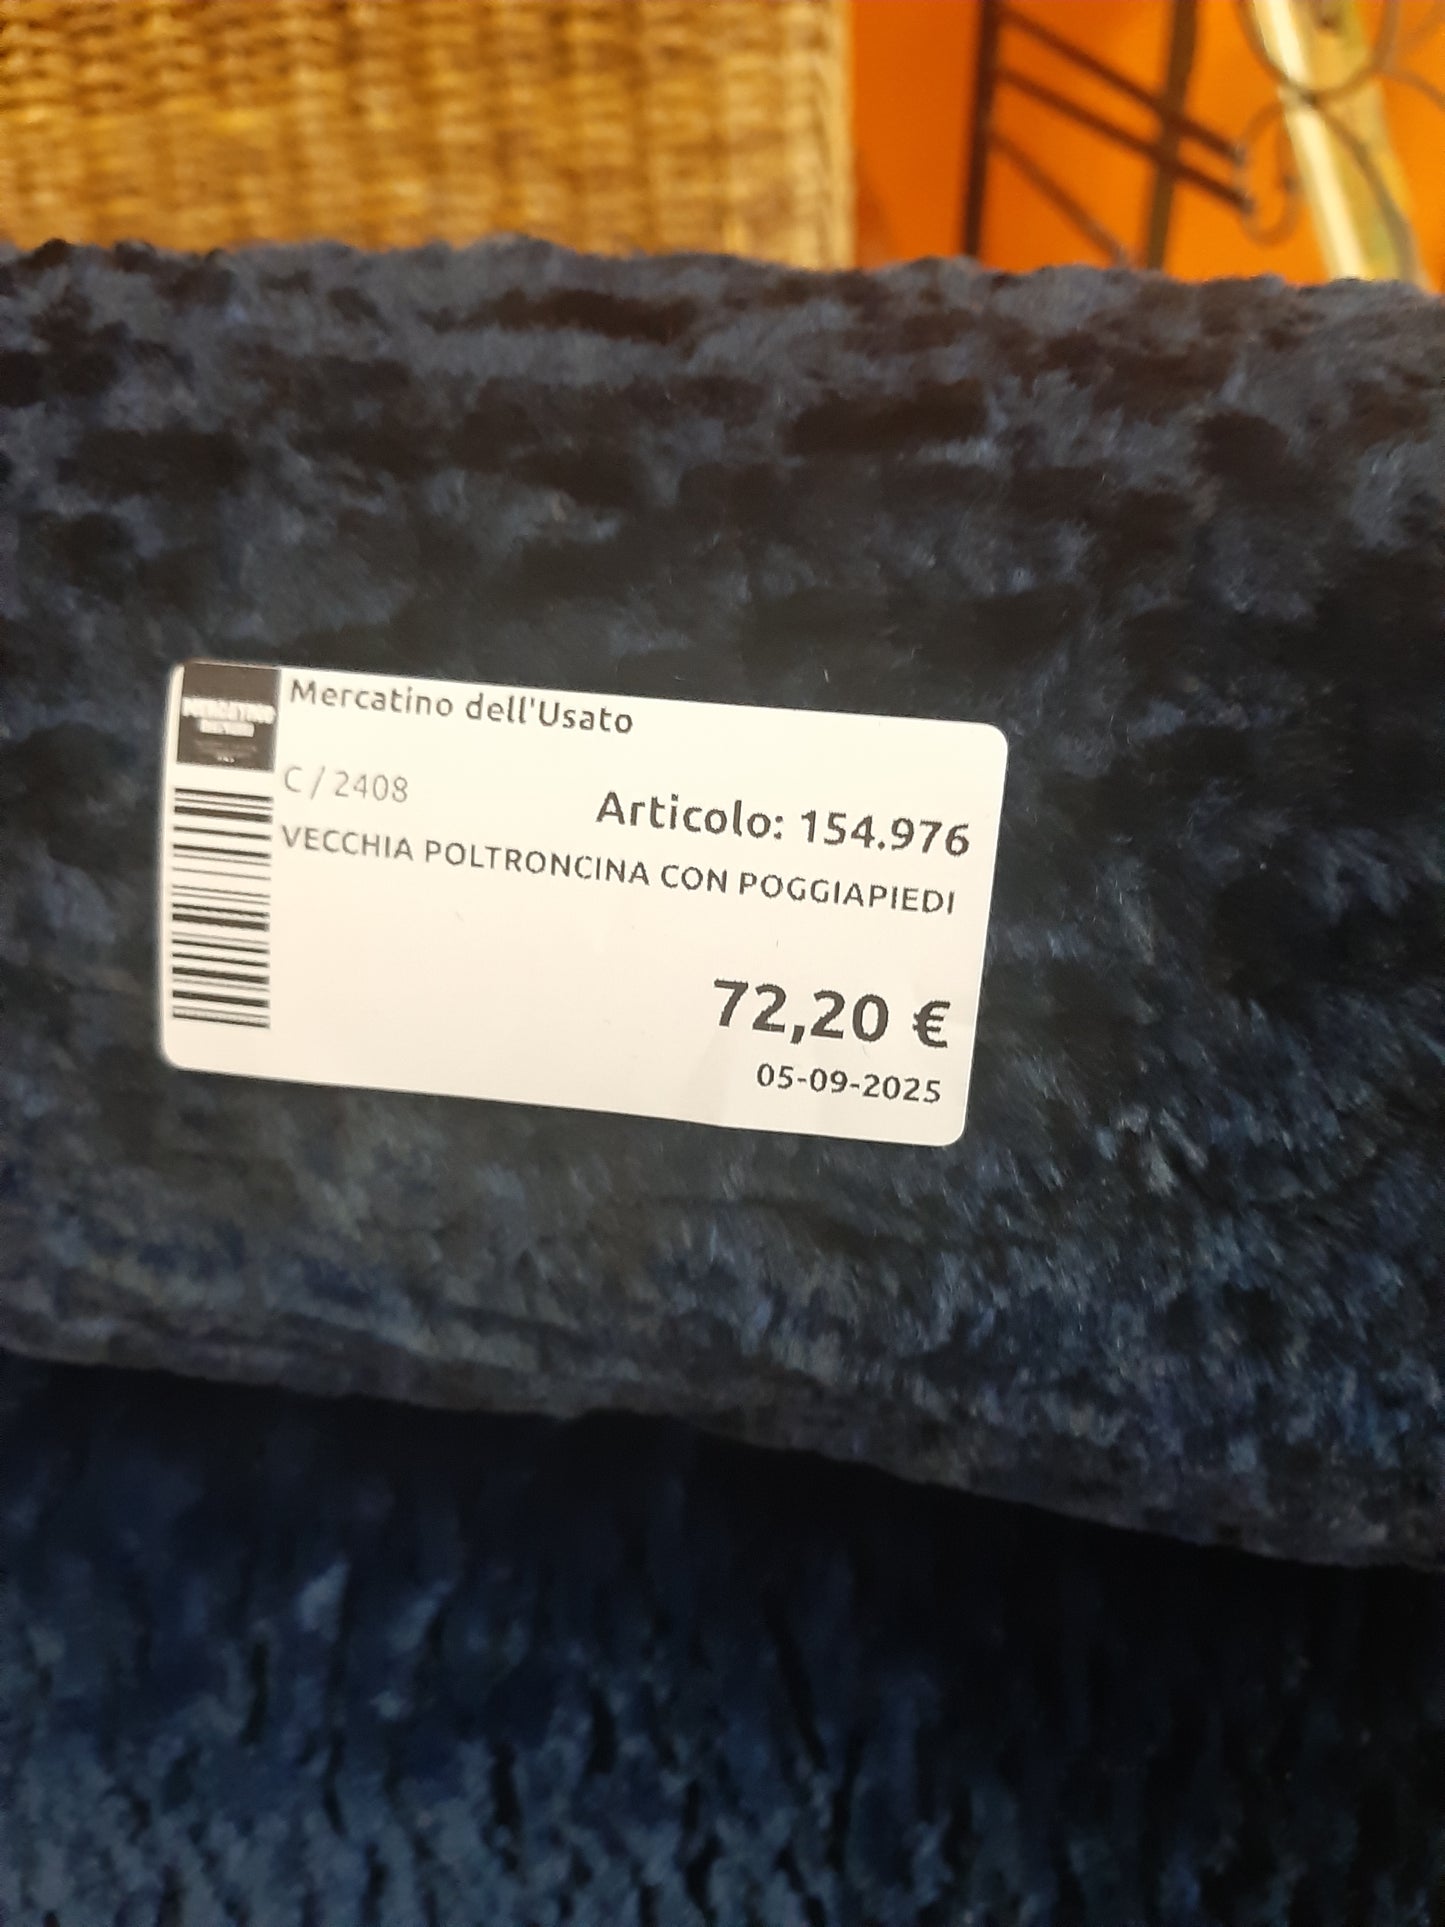 Mercatino dell'Usato
C / 2408
Articolo: 154.976
VECCHIA POLTRONCINA CON POGGIAPIEDI
72,20 €
05-09-2025